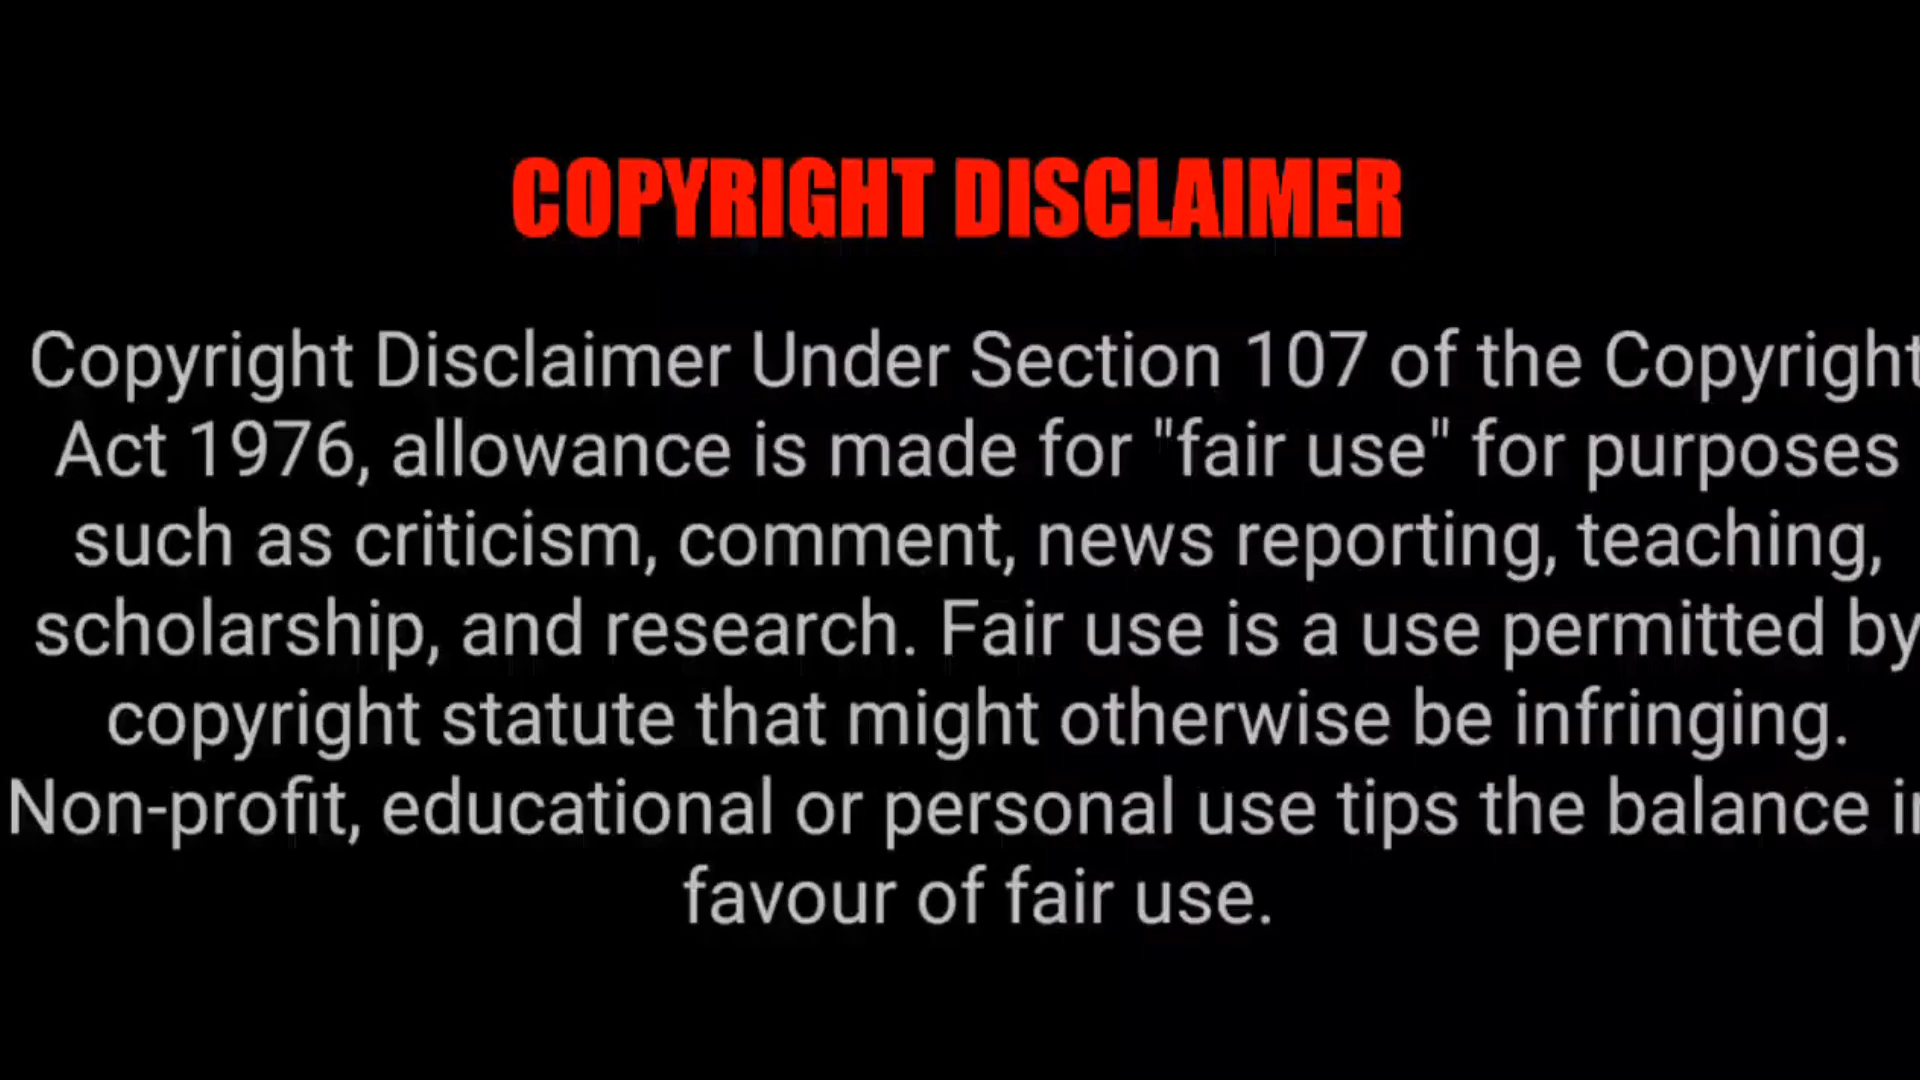 COPYRIGHT DISCLAIMER
Copyright Disclaimer Under Section 107 of the Copyright
Act 1976, allowance is made for "fair use" for purposes
such as criticism, comment, news reporting, teaching,
scholarship, and research. Fair use is a use permitted by
copyright statute that might otherwise be infringing.
Non-profit, educational or personal use tips the balance in
favour of fair use.